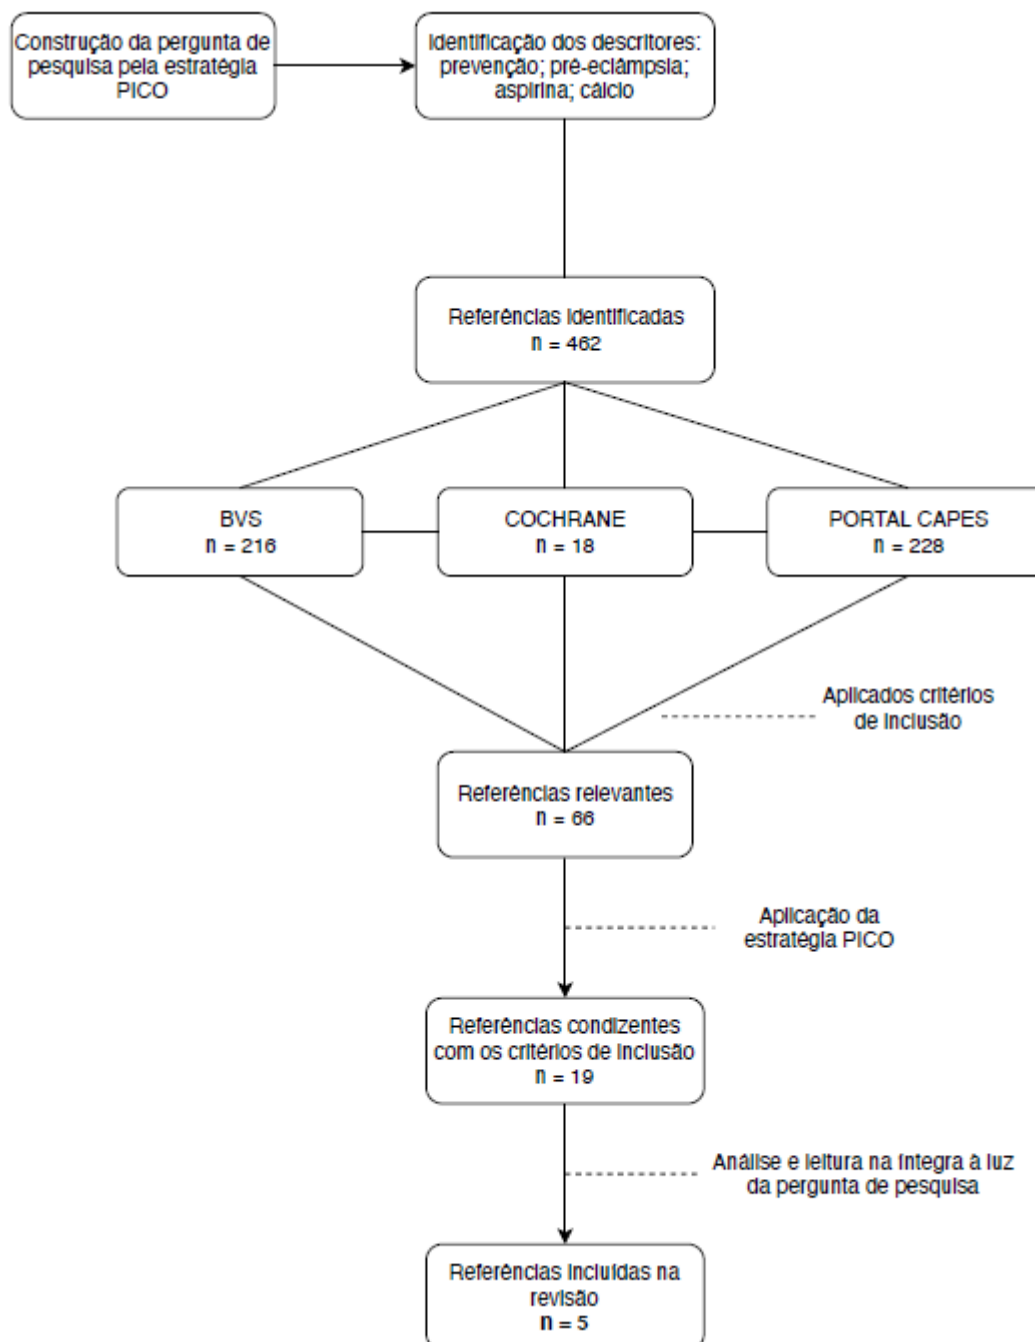 Construção da pergunta de
pesquisa pela estratégia
PICO
Identificação dos descritores:
prevenção; pré-eclâmpsia;
aspirina; cálcio
Referências identificadas
n = 462
BVS
n = 216
COCHRANE
n = 18
PORTAL CAPES
n = 228
Aplicados critérios
de inclusão
Referências relevantes
n = 66
Aplicação da
estratégia PICO
Referências condizentes
com os critérios de inclusão
n = 19
Análise e leitura na íntegra à luz
da pergunta de pesquisa
Referências incluídas na
revisão
n = 5